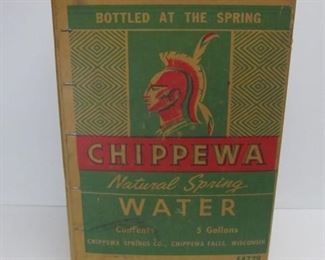 BOTTLED AT THE SPRING
CHIPPEWA
Natural Spring
WATER
Contents 5 Gallons
CHIPPEWA SPRINGS CO., CHIPPEWA FALLS, WISCONSIN